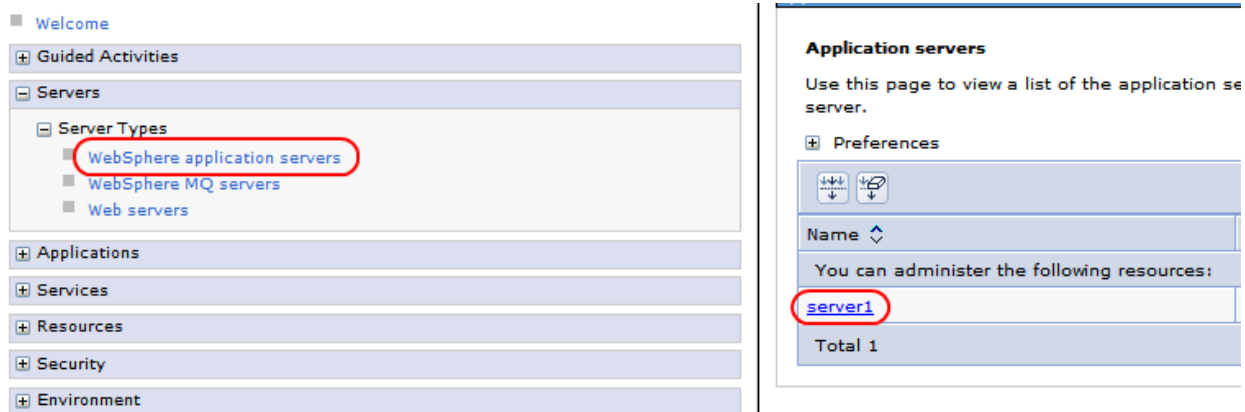 Welcome
Guided Activities
Servers
Server Types
WebSphere application servers
WebSphere MQ servers
Web servers
Applications
Services
Resources
Security
Environment
Application servers
Use this page to view a list of the application se
server.
Preferences
Name
You can administer the following resources:
server1
Total 1